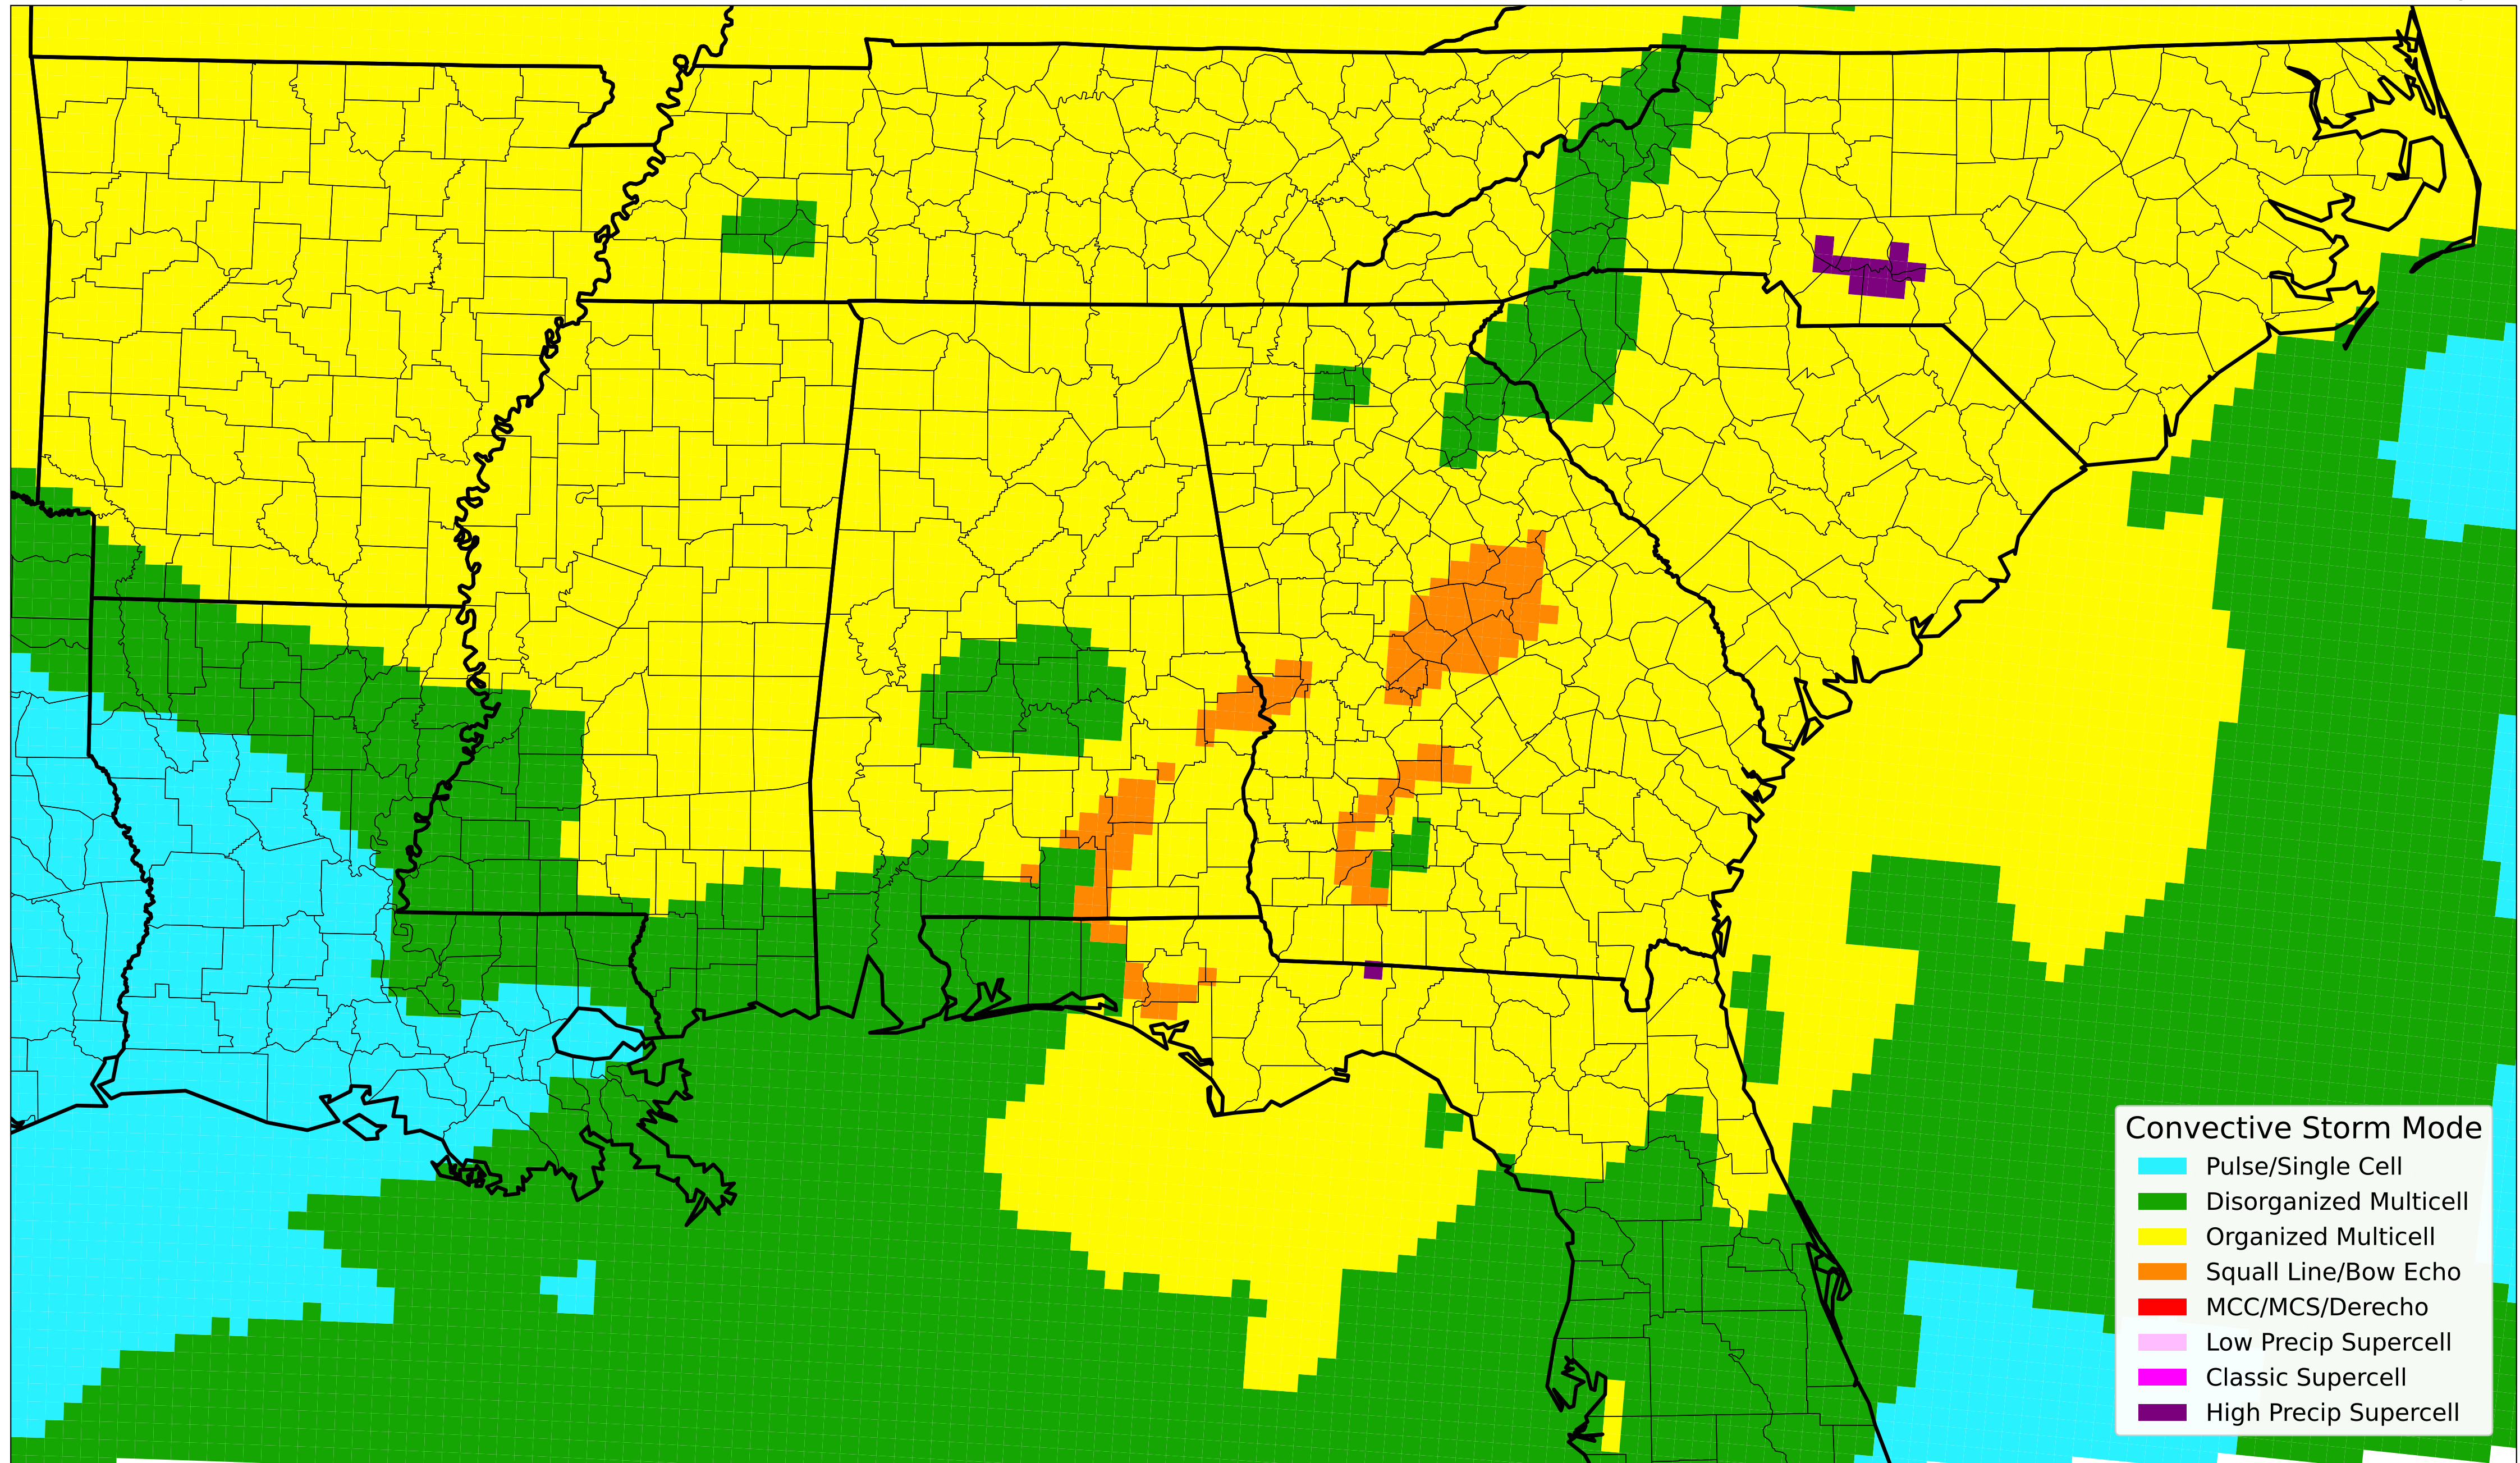 Convective Storm Mode
Pulse/Single Cell
Disorganized Multicell
Organized Multicell
Squall Line/Bow Echo
MCC/MCS/Derecho
Low Precip Supercell
Classic Supercell
High Precip Supercell